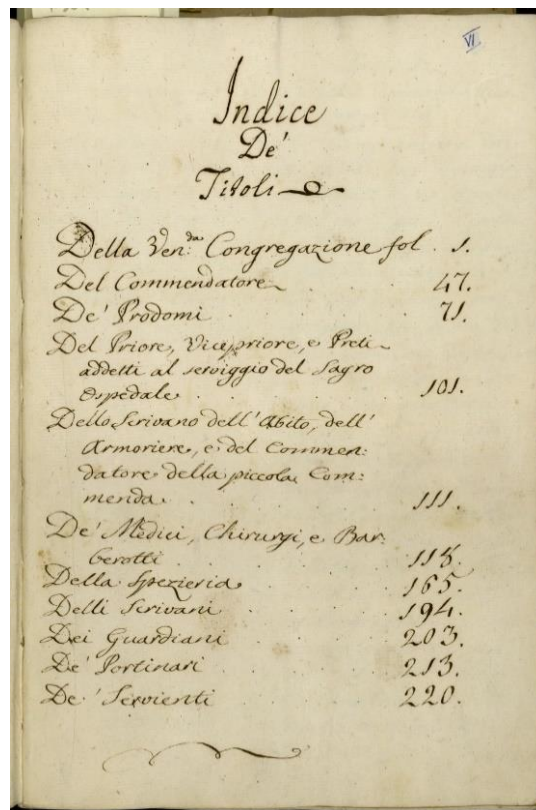 VI
Indice
De'
Titoli
Della Ven:da Congregazione fol. 1.
Del Commendatore 47.
De' Prodomi 71.
Del Priore, Vicepriore, e Preti
addetti al serviggio del Sagro
Ospedale 101.
Dello Scrivano dell' Abito, dell'
Armoriere, e del Commen:
datore della piccola Com:
menda 111.
De' Medici, Chirurgi, e Bar:
berotti 118.
Della Spezieria 165.
Delli Scrivani 194.
Dei Guardiani 203.
De' Portinari 213.
De' Servienti 220.